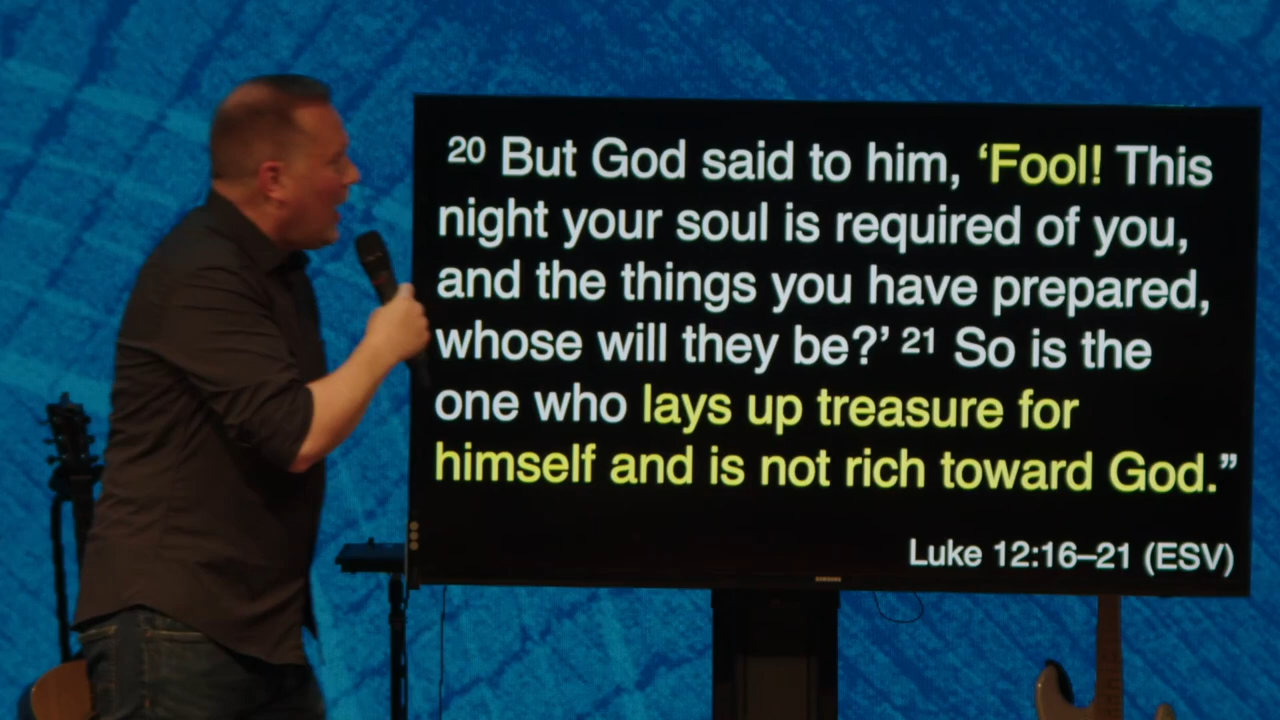 20 But God said to him, ‘Fool! This
night your soul is required of you,
and the things you have prepared,
whose will they be?’ 21 So is the
one who lays up treasure for
himself and is not rich toward God.”
Luke 12:16–21 (ESV)
SAMSUNG